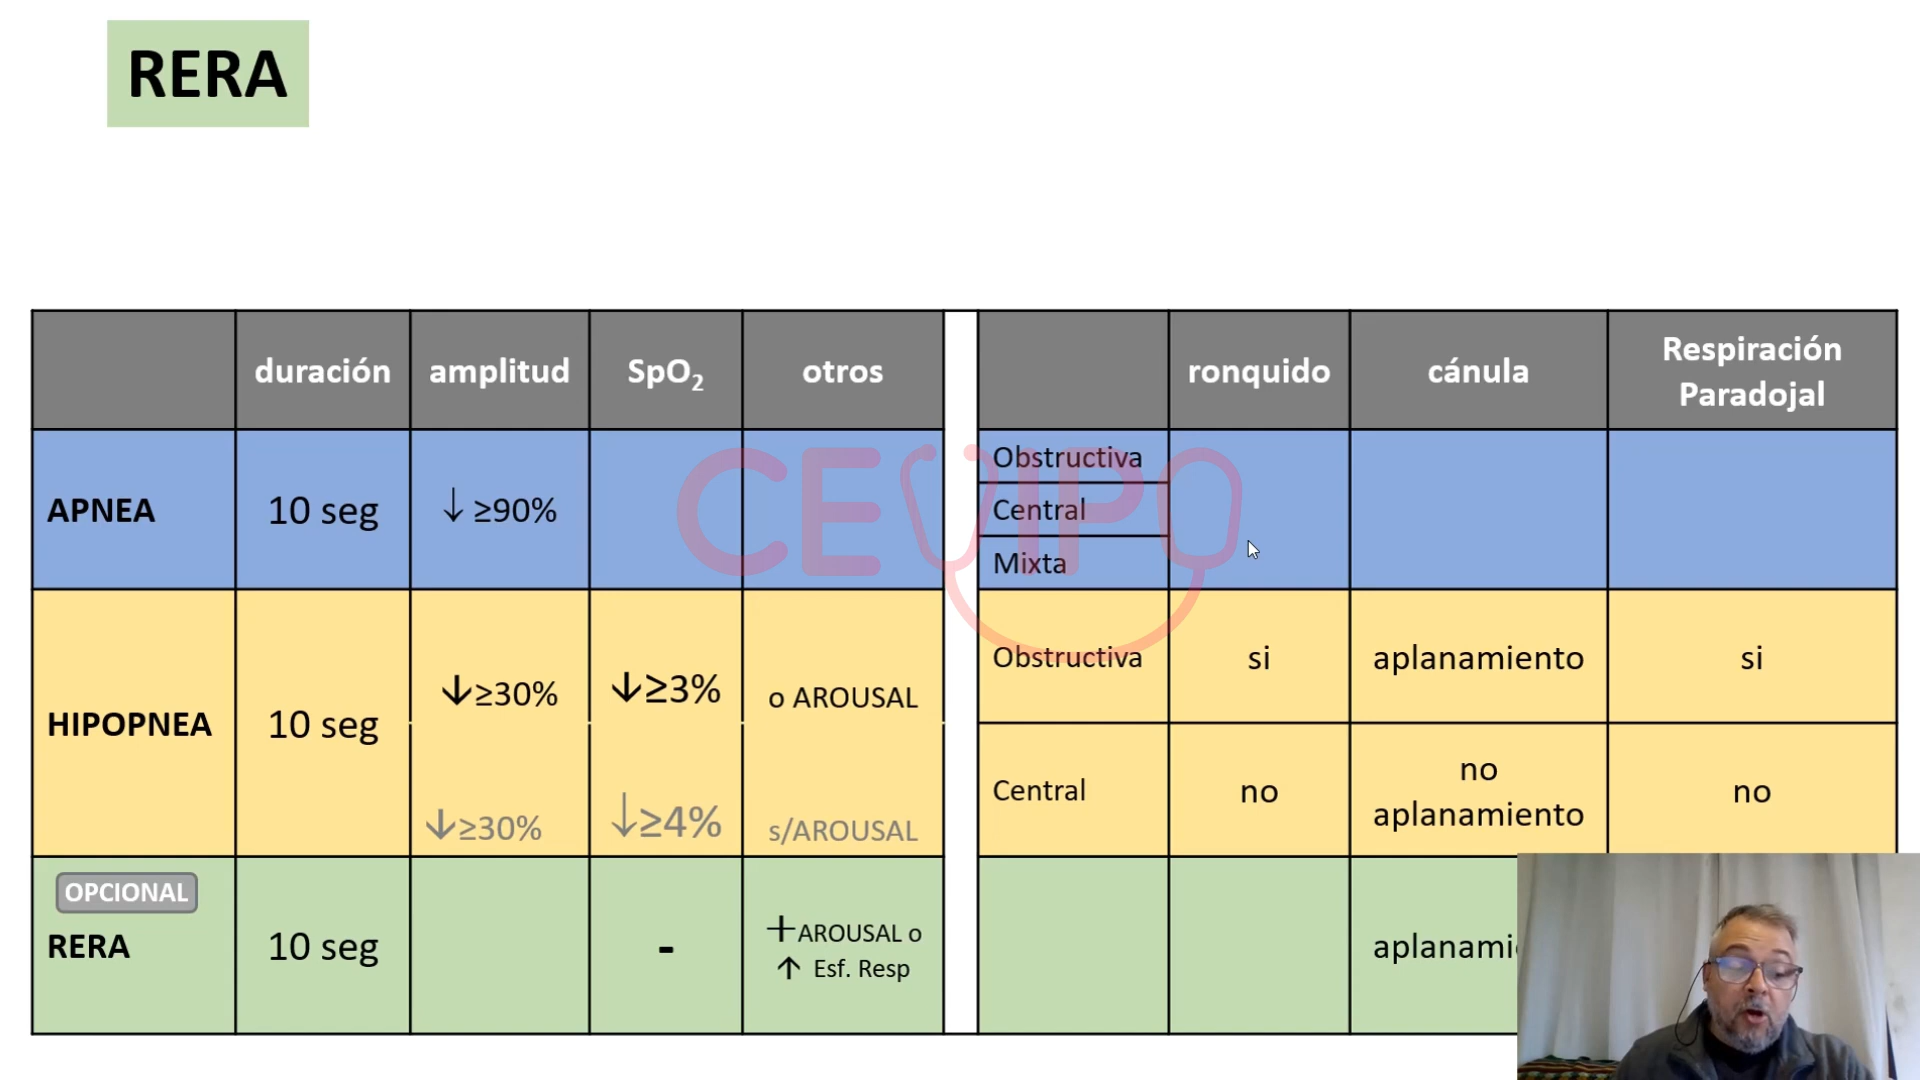 RERA
duración amplitud SpO₂ otros ronquido cánula Respiración Paradojal
APNEA 10 seg ↓ ≥90%
Obstructiva
Central
Mixta
CEVIPO
HIPOPNEA 10 seg
↓≥30% ↓≥3% o AROUSAL
↓≥30% ↓≥4% s/AROUSAL
Obstructiva si aplanamiento si
Central no no aplanamiento no
OPCIONAL
RERA 10 seg - +AROUSAL o
↑ Esf. Resp